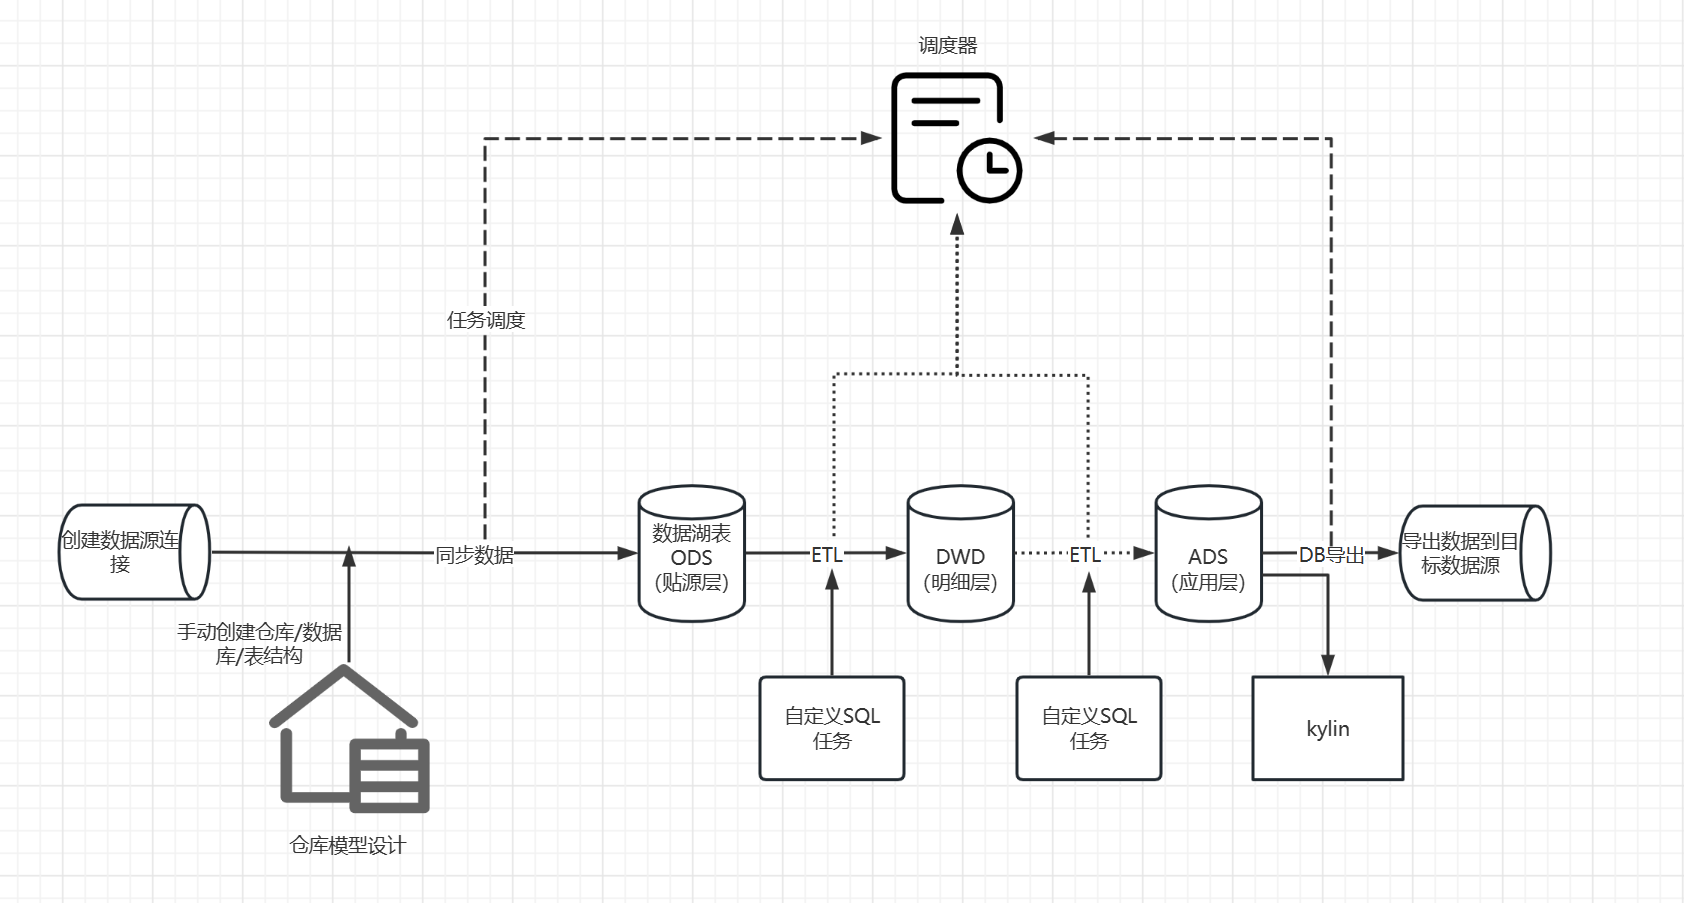 调度器
任务调度
创建数据源连
接
同步数据
数据湖表
ODS
(贴源层)
ETL
DWD
(明细层)
ETL
ADS
(应用层)
DB导出
导出数据到目
标数据源
手动创建仓库/数据
库/表结构
自定义SQL
任务
自定义SQL
任务
kylin
仓库模型设计